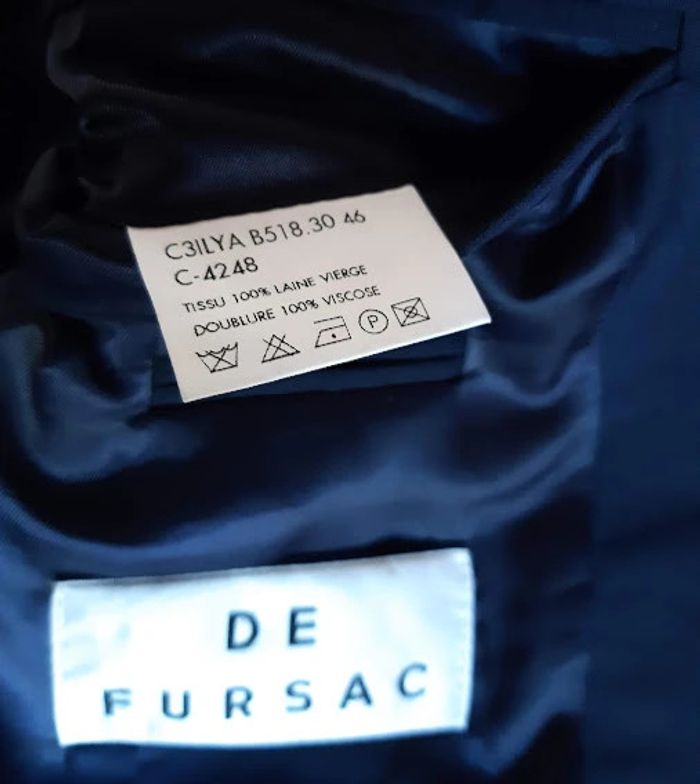 C3ILYA B518.30 46
C-4248
TISSU 100% LAINE VIERGE
DOUBLURE 100% VISCOSE
P
DE
FURSAC